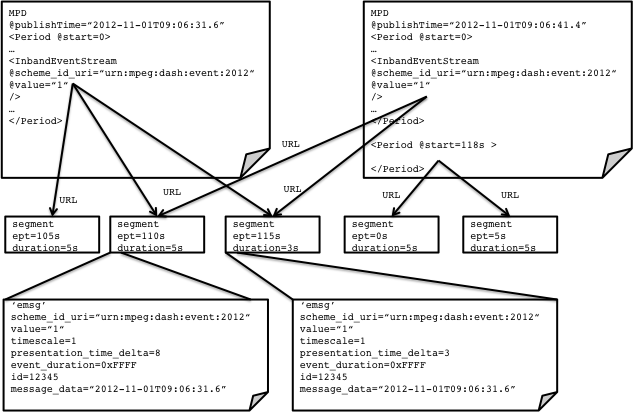 MPD
@publishTime=“2012-11-01T09:06:31.6”
<Period @start=0>
…
<InbandEventStream
@scheme_id_uri=“urn:mpeg:dash:event:2012”
@value=“1”
/>
…
</Period>
MPD
@publishTime=“2012-11-01T09:06:41.4”
<Period @start=0>
…
<InbandEventStream
@scheme_id_uri=“urn:mpeg:dash:event:2012”
@value=“1”
/>
…
</Period>
<Period @start=118s >
</Period>
URL
URL
URL
URL
URL
URL
segment
ept=105s
duration=5s
segment
ept=110s
duration=5s
segment
ept=115s
duration=3s
segment
ept=0s
duration=5s
segment
ept=5s
duration=5s
‘emsg’
scheme_id_uri=“urn:mpeg:dash:event:2012”
value=“1”
timescale=1
presentation_time_delta=8
event_duration=0xFFFF
id=12345
message_data=“2012-11-01T09:06:31.6”
‘emsg’
scheme_id_uri=“urn:mpeg:dash:event:2012”
value=“1”
timescale=1
presentation_time_delta=3
event_duration=0xFFFF
id=12345
message_data=“2012-11-01T09:06:31.6”